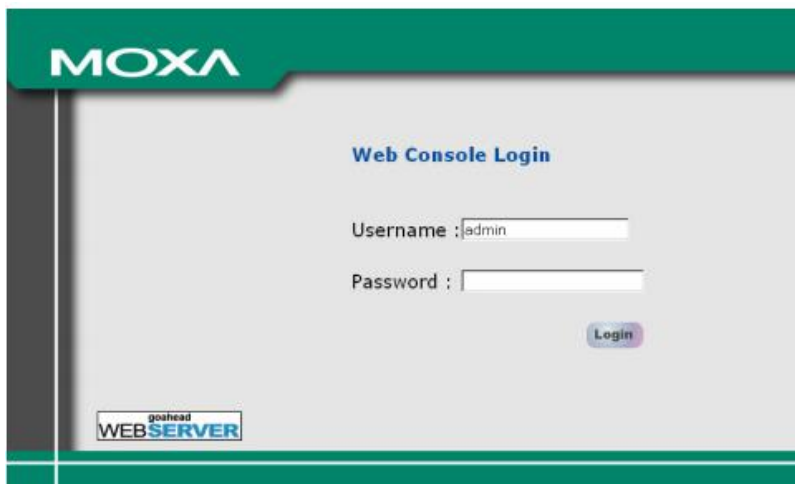 MOXA
Web Console Login
Username : admin
Password :
Login
goahead
WEBSERVER